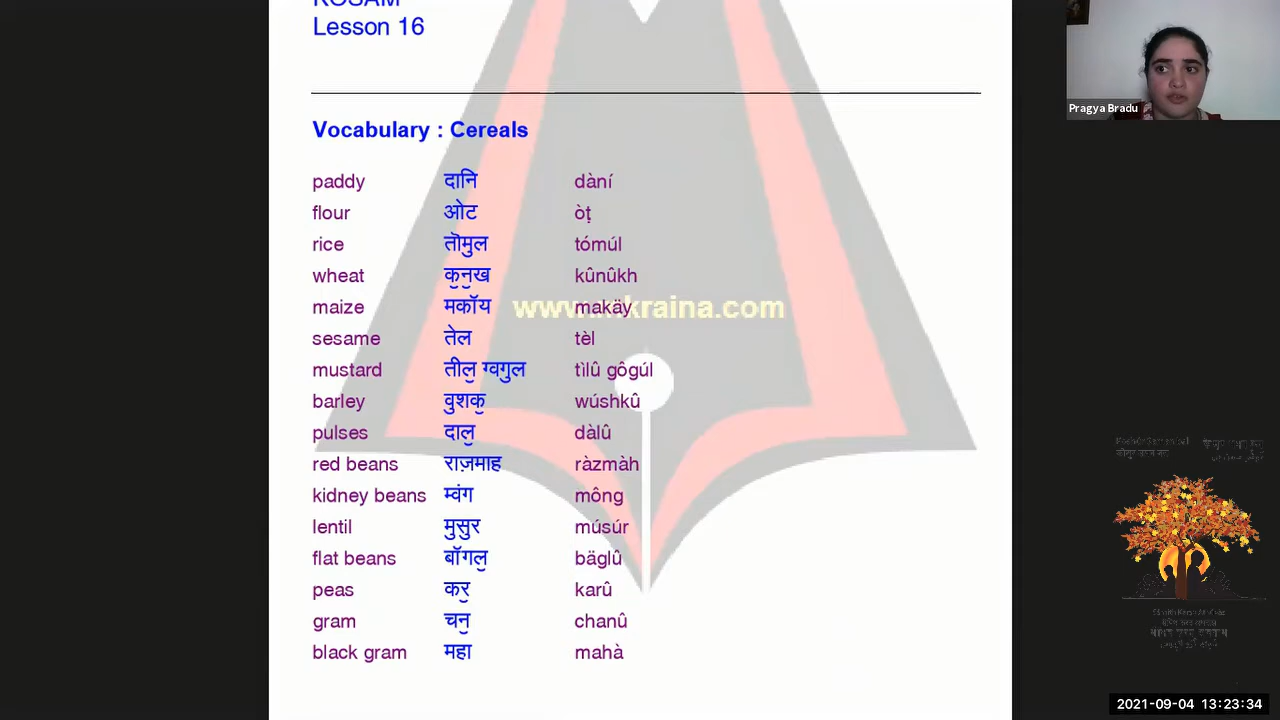 KOSAM
Lesson 16
Pragya Bradu
Vocabulary : Cereals
paddy दानि dàní
flour ओट òṭ
rice तॊमुल tómúl
wheat कॖनॖख kûnûkh
maize मकॉय makäy
www.mkraina.com
sesame तेल tèl
mustard तीलॖ ग्वगुल tìlû gôgúl
barley वुशकॖ wúshkû
pulses दालॖ dàlû
red beans राज़माह ràzmàh
kidney beans म्वंग mông
lentil मुसुर músúr
flat beans बॉगलॖ bäglû
peas करॖ karû
gram चनॖ chanû
black gram महा mahà
2021-09-04 13:23:34